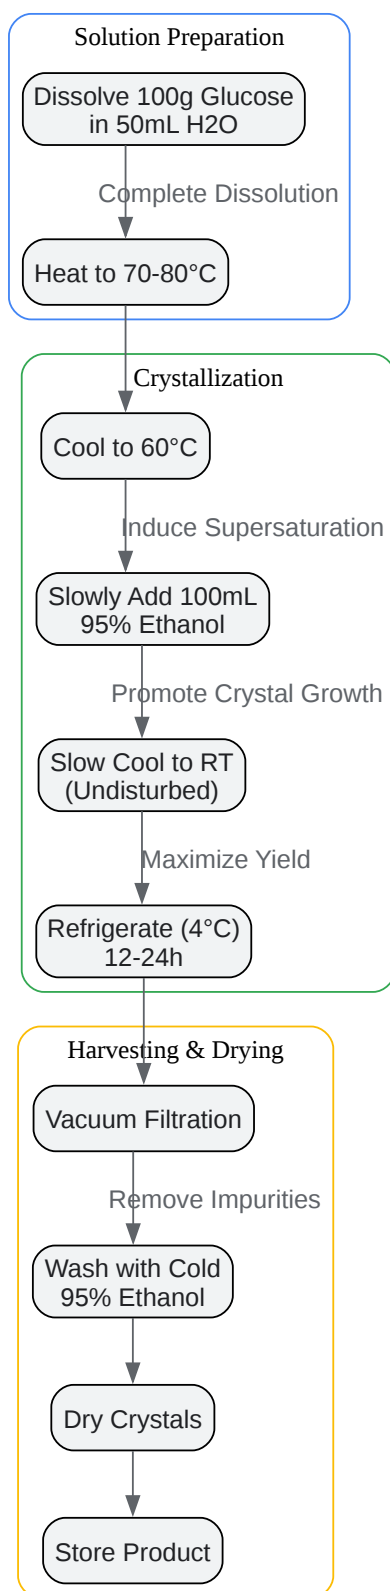 Solution Preparation
Dissolve 100g Glucose
in 50mL H2O
Complete Dissolution
Heat to 70-80°C
Crystallization
Cool to 60°C
Induce Supersaturation
Slowly Add 100mL
95% Ethanol
Promote Crystal Growth
Slow Cool to RT
(Undisturbed)
Maximize Yield
Refrigerate (4°C)
12-24h
Harvesting & Drying
Vacuum Filtration
Remove Impurities
Wash with Cold
95% Ethanol
Dry Crystals
Store Product